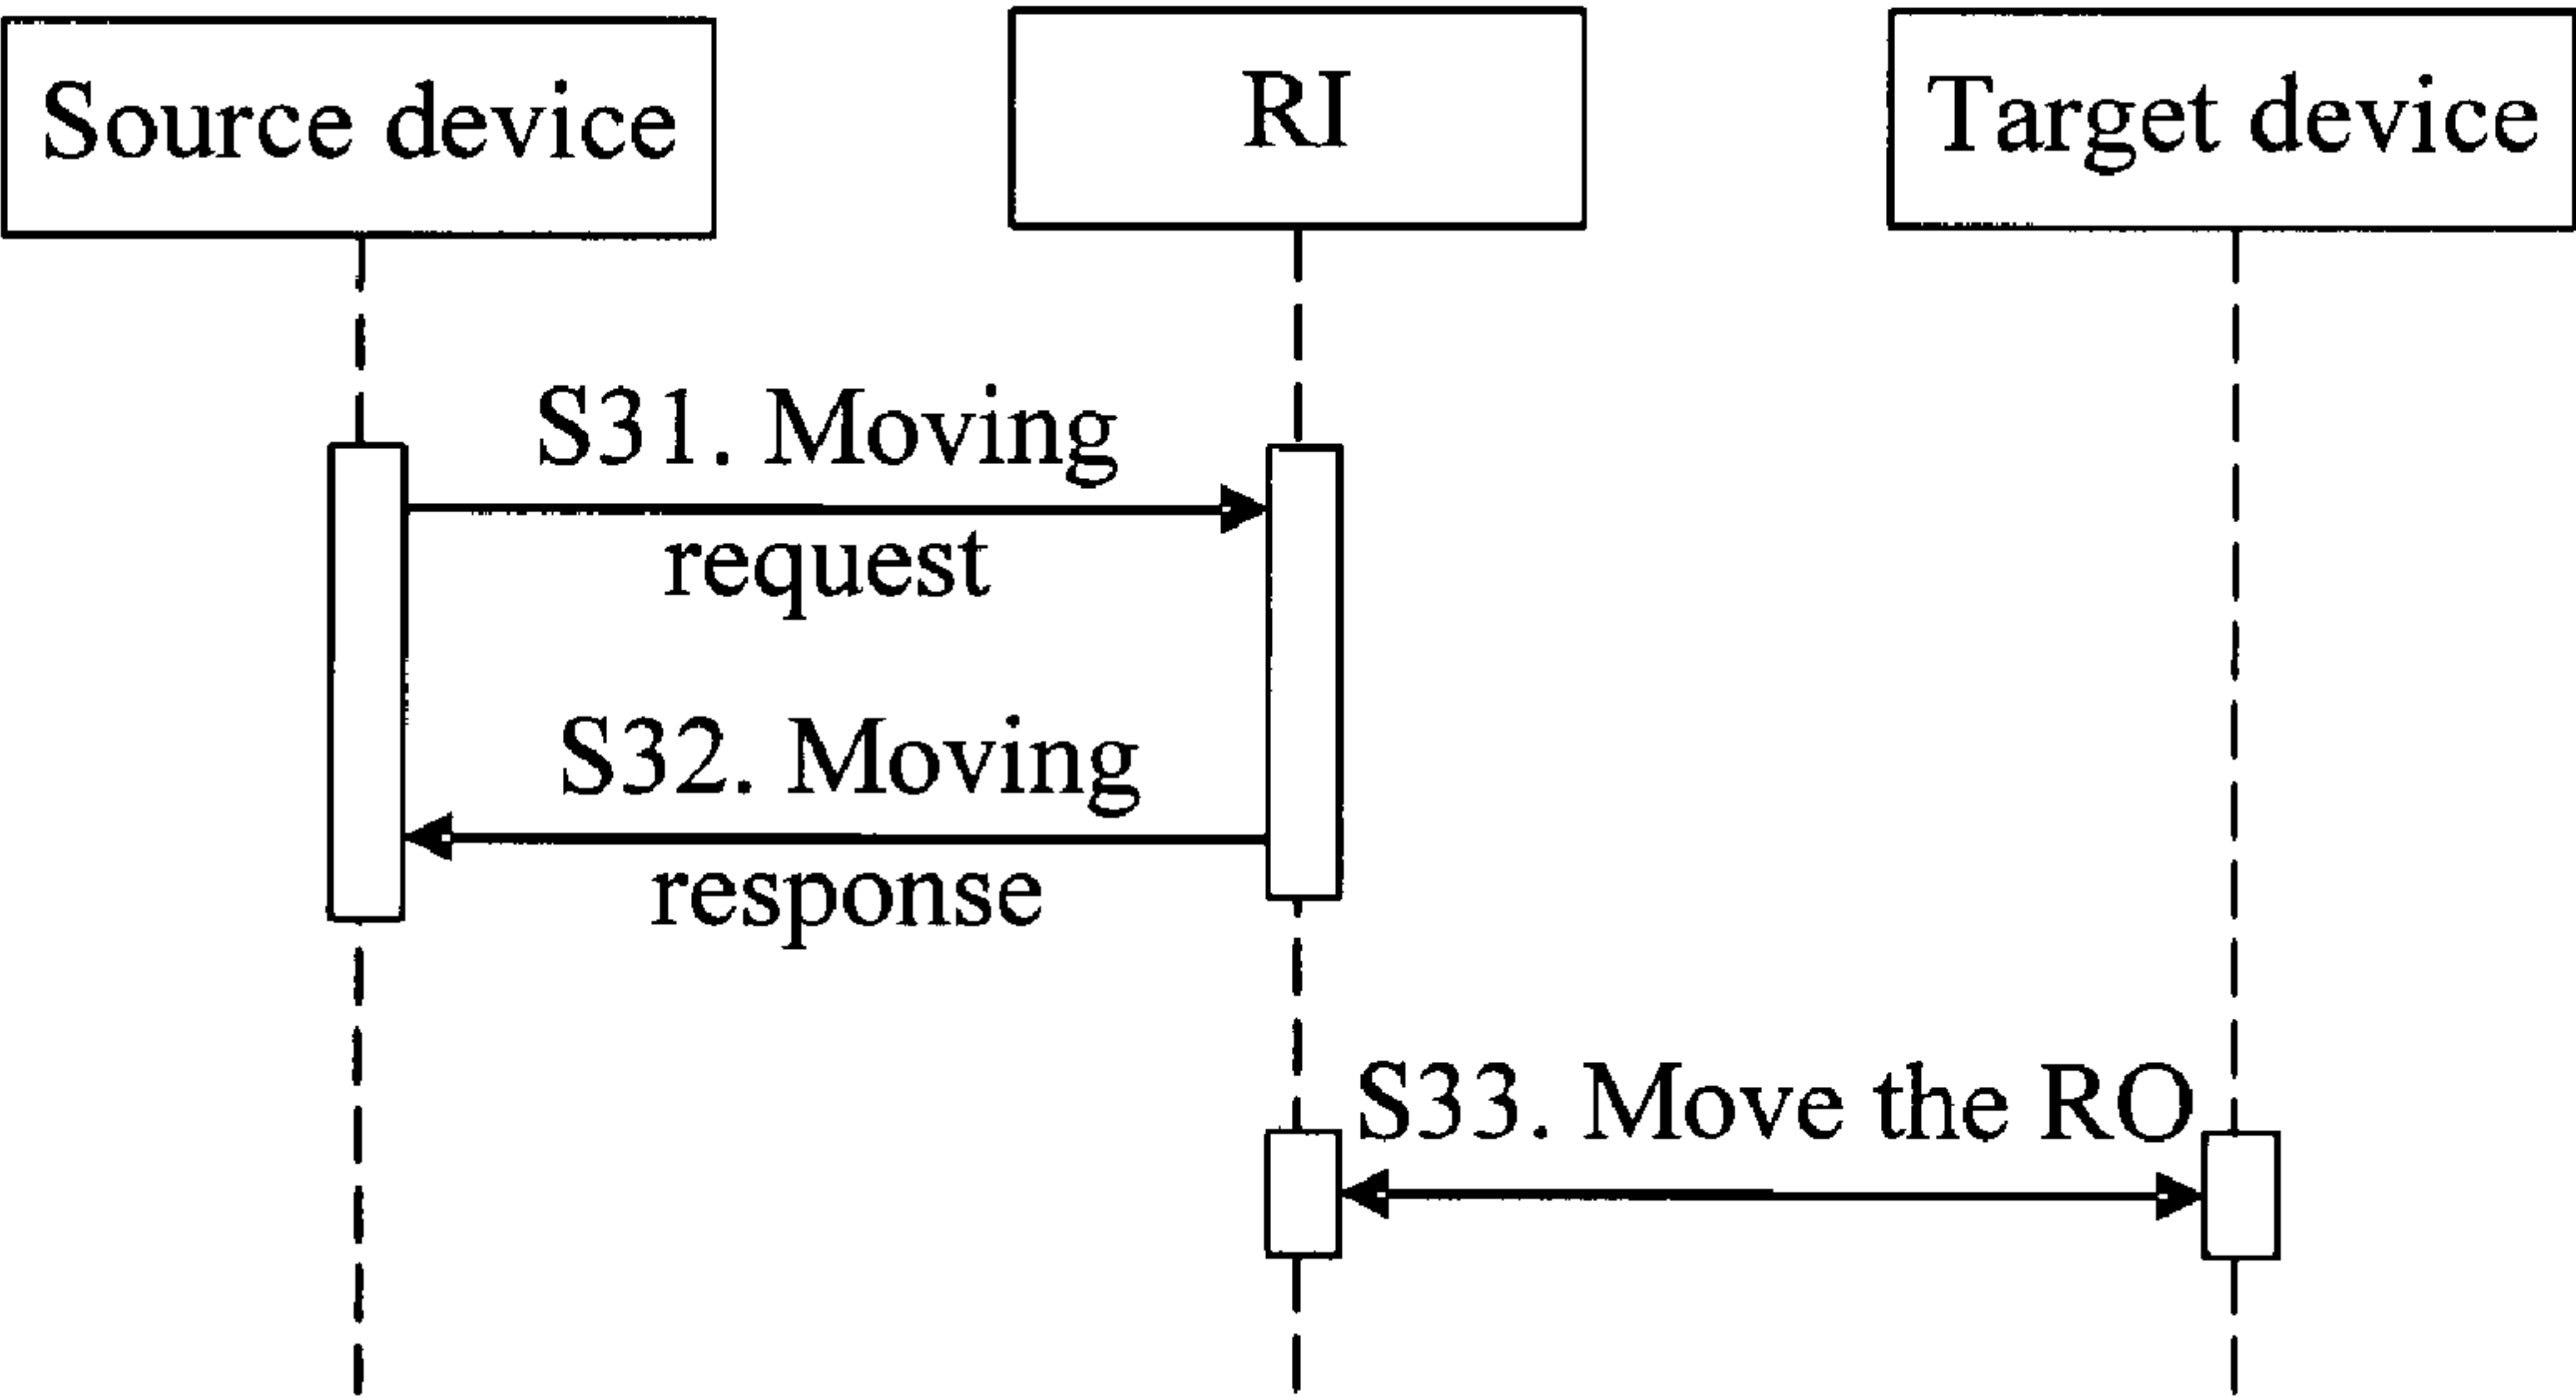 Source device
RI
Target device
S31. Moving
request
S32. Moving
response
S33. Move the RO